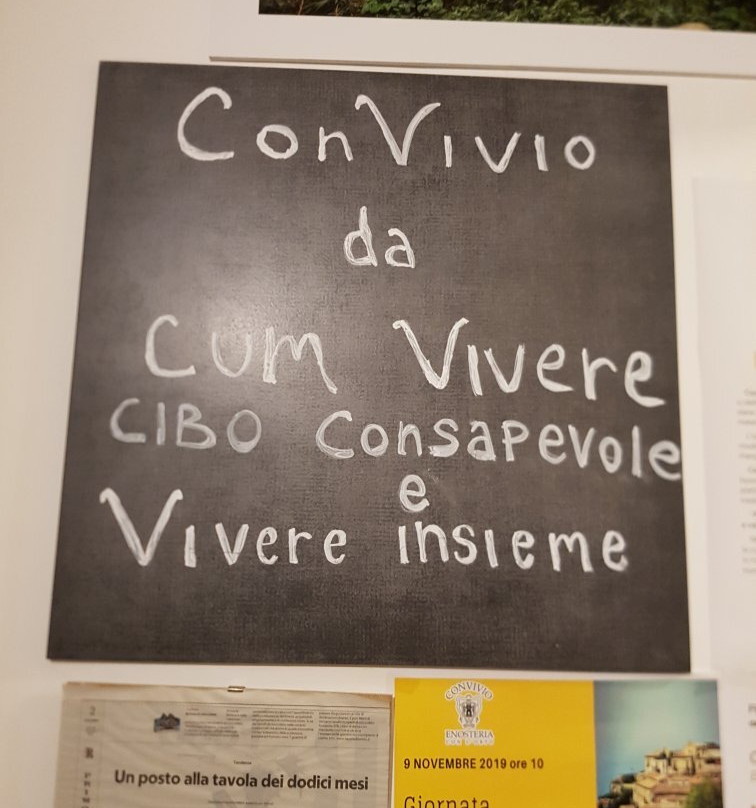 ConVivio
da
Cum Vivere
CIBO Consapevole
e
Vivere insieme
Un posto alla tavola dei dodici mesi
CONVIVIO
ENOSTERIA
9 NOVEMBRE 2019 ore 10
Giornata